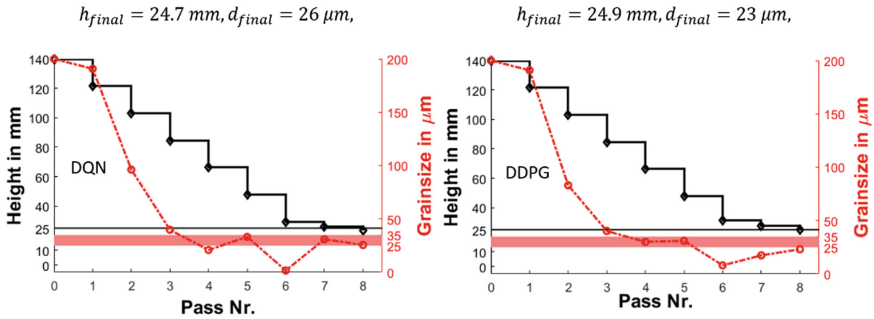 h_final = 24.7 mm, d_final = 26 μm,
140
120
100
80
60
40
25
10
0
Height in mm
DQN
200
150
100
50
35
25
0
Grainsize in μm
0 1 2 3 4 5 6 7 8
Pass Nr.
h_final = 24.9 mm, d_final = 23 μm,
140
120
100
80
60
40
25
10
0
Height in mm
DDPG
200
150
100
50
35
25
0
Grainsize in μm
0 1 2 3 4 5 6 7 8
Pass Nr.